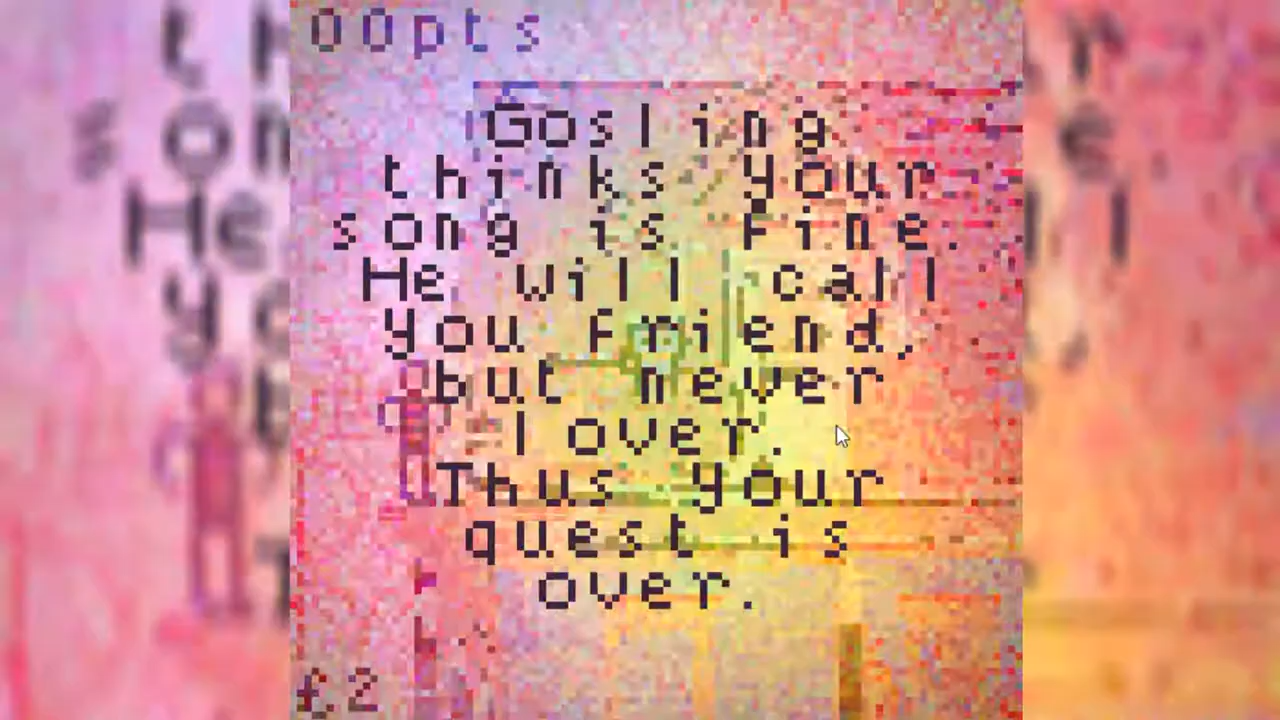 00pts
Gosling
thinks your
song is fine.
He will call
you friend,
but never
lover.
Thus your
quest is
over.
£2